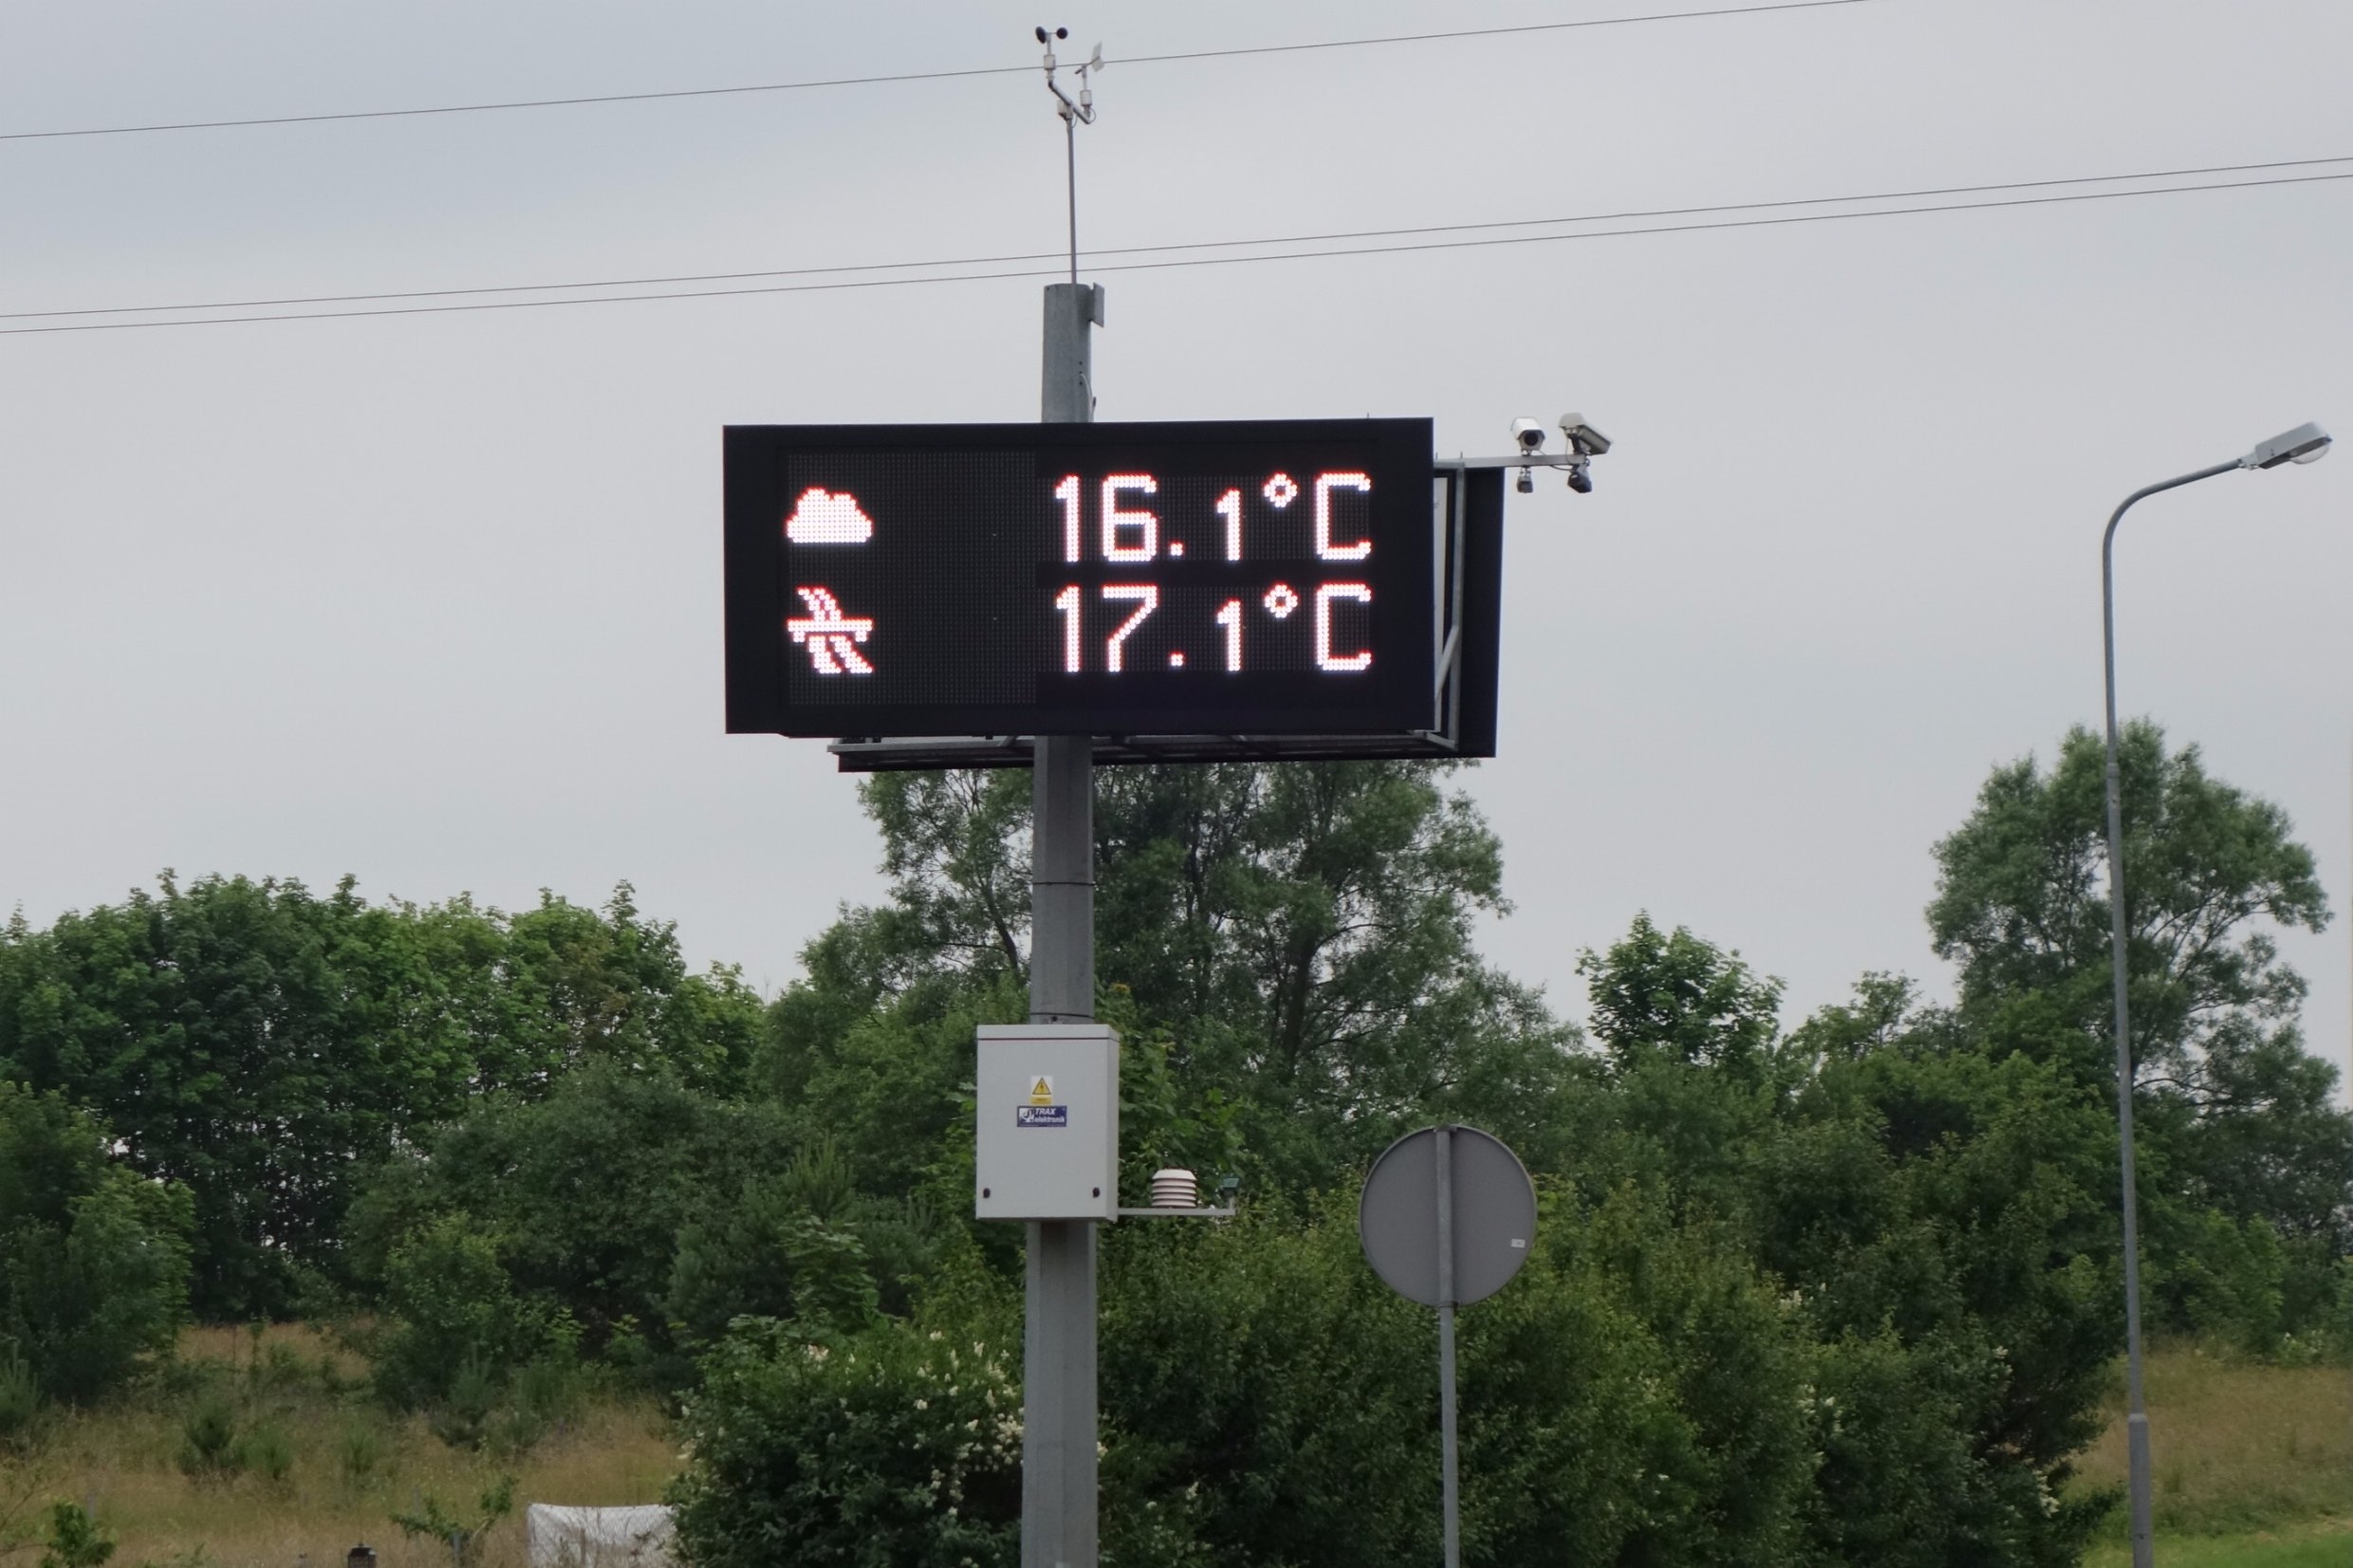 16.1°C
17.1°C
TRAX
elektronik